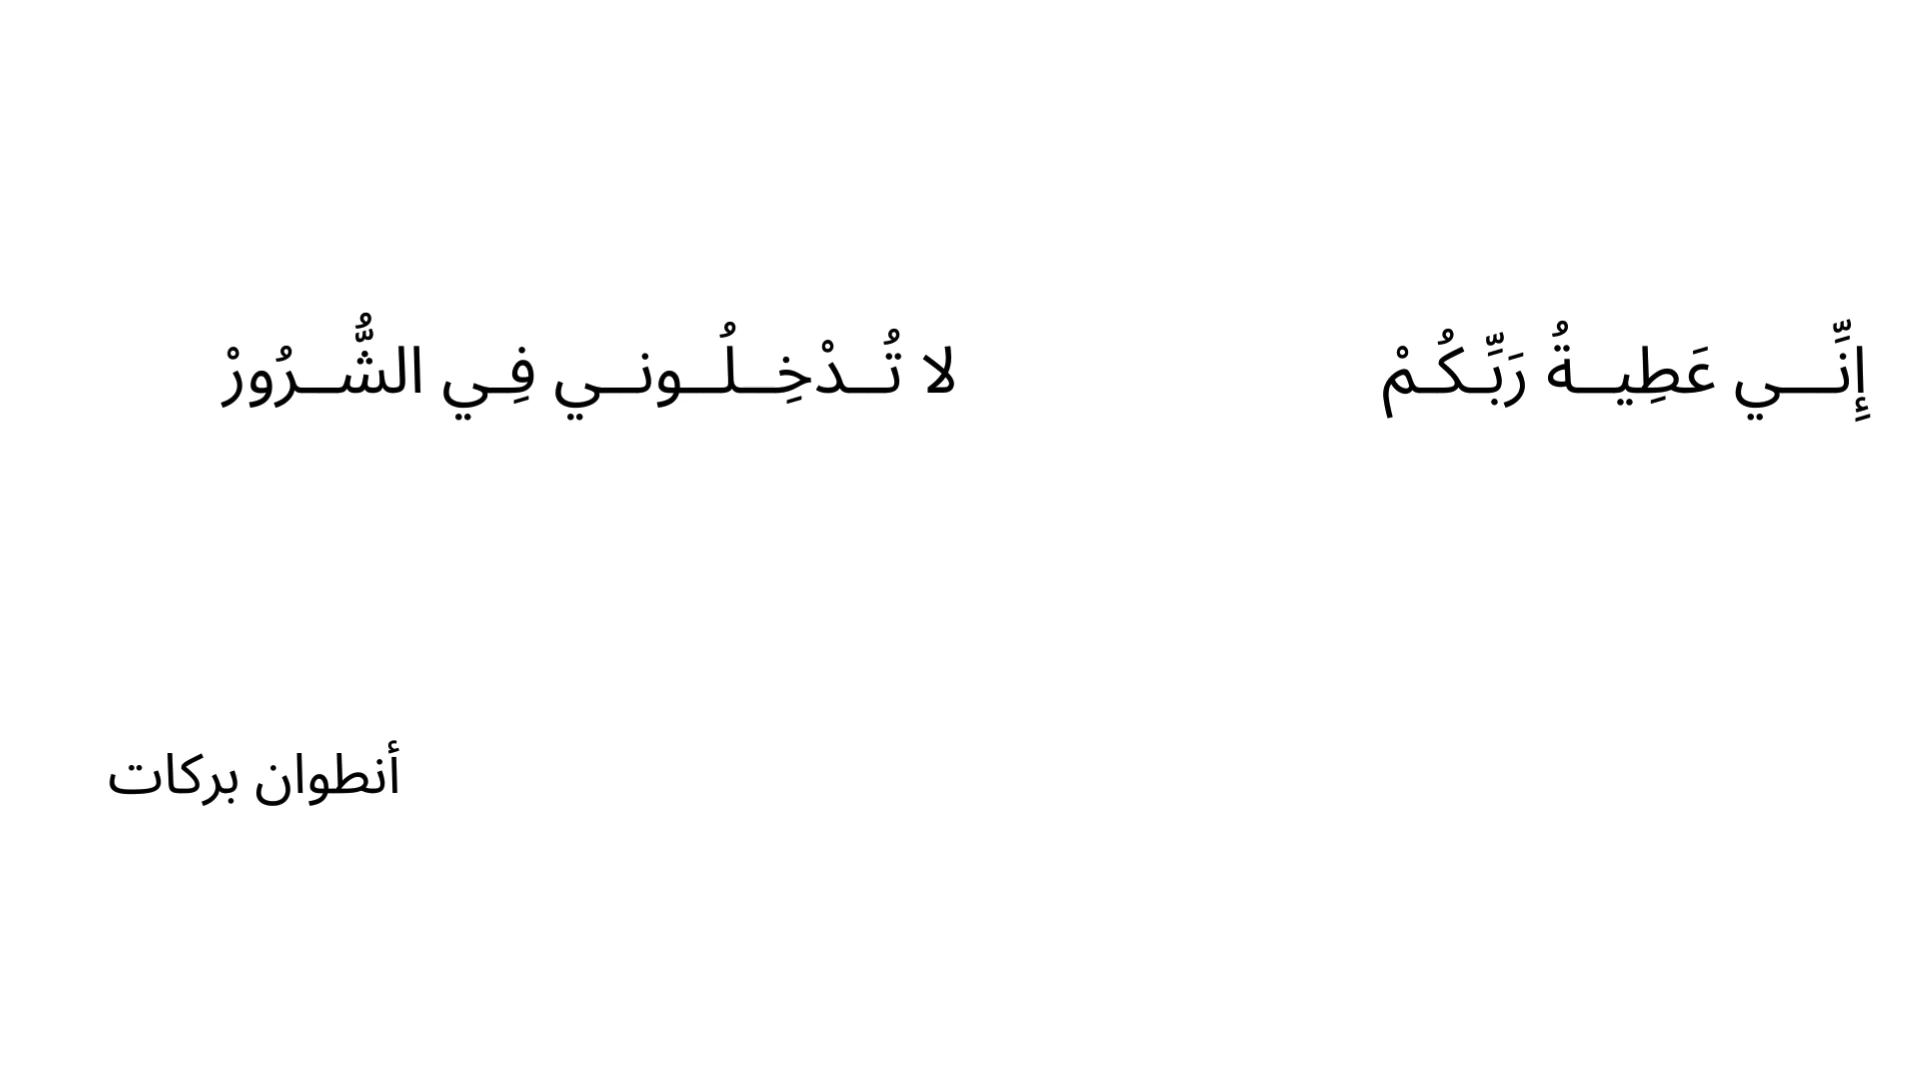 إِنَِّـــي عَطِيــةُ رَبِّـكُـمْ لا تُــدْخِــلُــونــي فِـي الشُّــرُورْ
أنطوان بركات